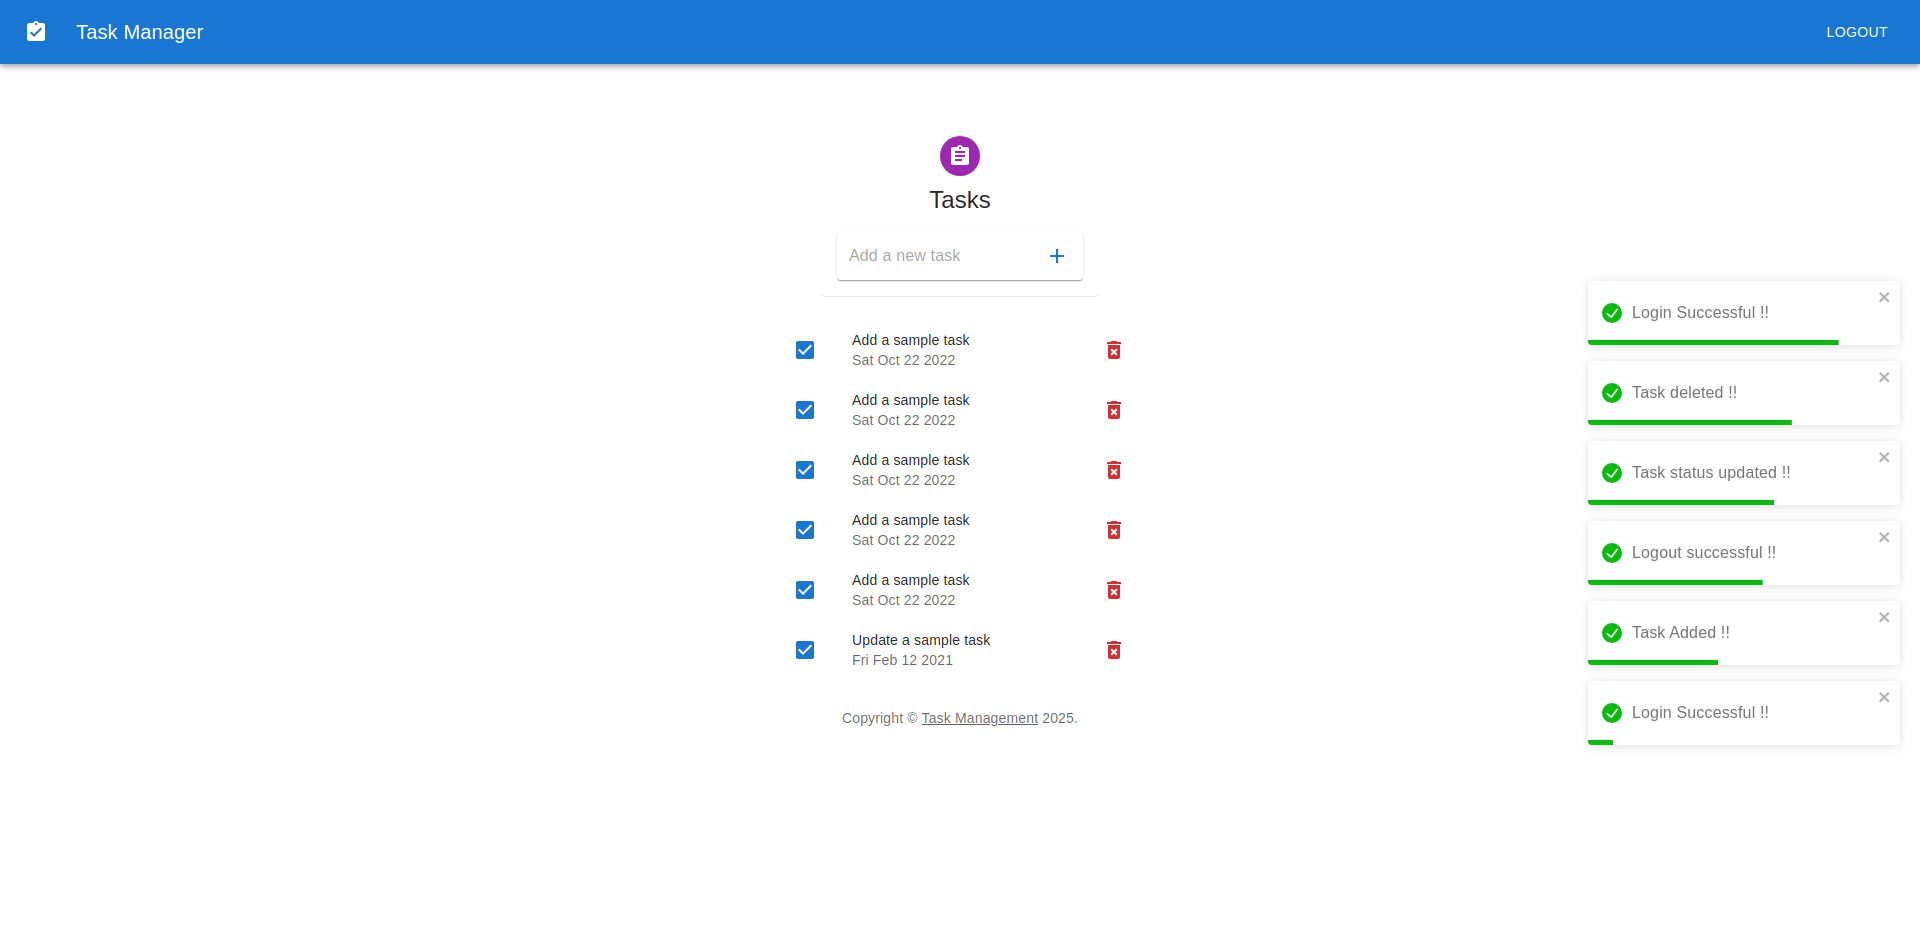 Task Manager
LOGOUT
Tasks
Add a new task
Add a sample task
Sat Oct 22 2022
Add a sample task
Sat Oct 22 2022
Add a sample task
Sat Oct 22 2022
Add a sample task
Sat Oct 22 2022
Add a sample task
Sat Oct 22 2022
Update a sample task
Fri Feb 12 2021
Copyright © Task Management 2025.
Login Successful !!
Task deleted !!
Task status updated !!
Logout successful !!
Task Added !!
Login Successful !!